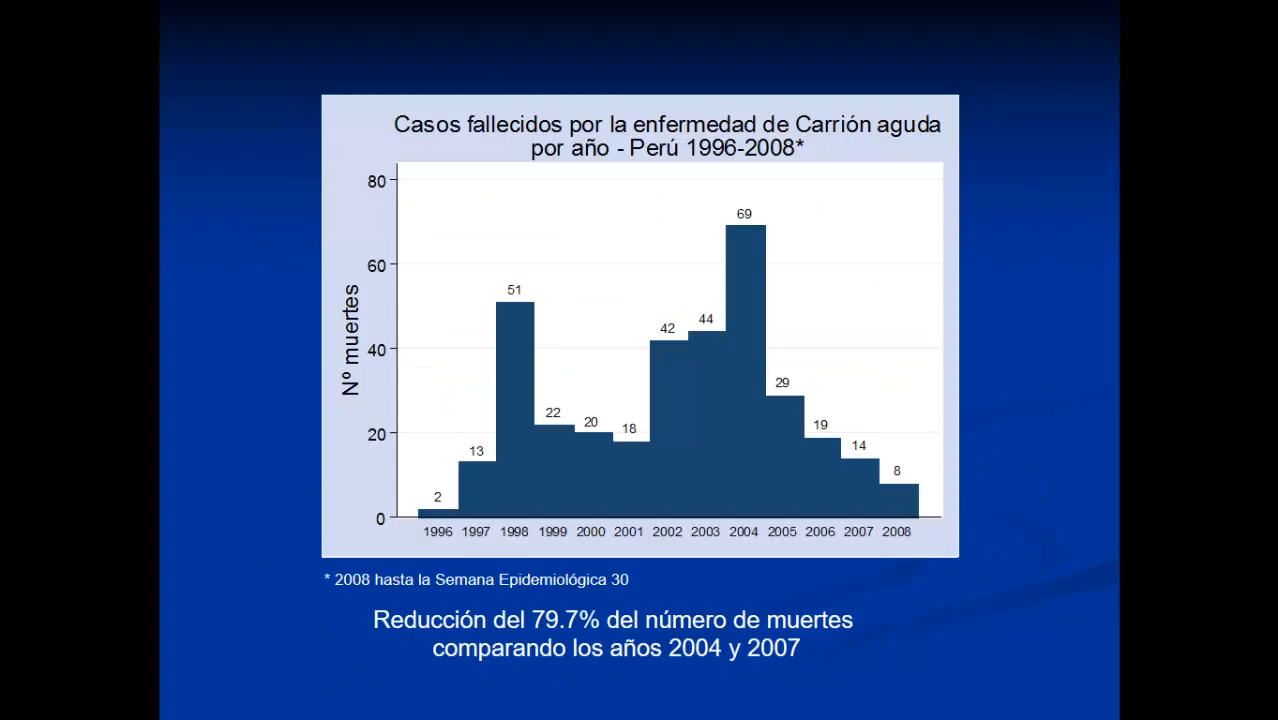 Casos fallecidos por la enfermedad de Carrión aguda
por año - Perú 1996-2008*
Nº muertes
80
60
40
20
0
2
13
51
22
20
18
42
44
69
29
19
14
8
1996 1997 1998 1999 2000 2001 2002 2003 2004 2005 2006 2007 2008
* 2008 hasta la Semana Epidemiológica 30
Reducción del 79.7% del número de muertes
comparando los años 2004 y 2007